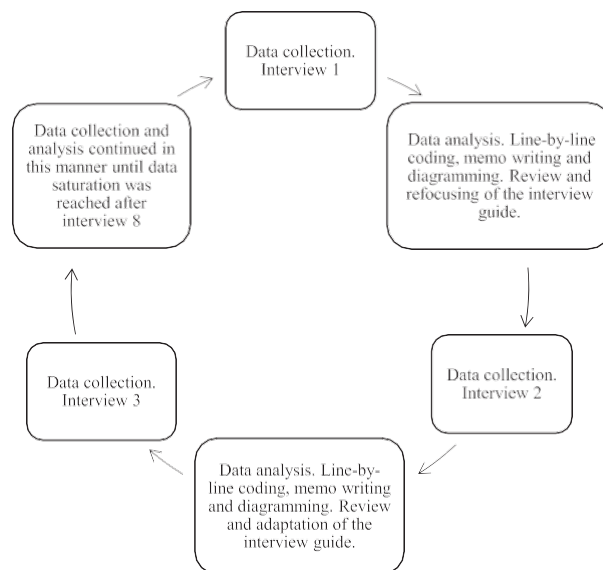 Data collection.
Interview 1
Data analysis. Line-by-line
coding, memo writing and
diagramming. Review and
refocusing of the interview
guide.
Data collection.
Interview 2
Data analysis. Line-by-
line coding, memo writing
and diagramming. Review
and adaptation of the
interview guide.
Data collection.
Interview 3
Data collection and
analysis continued in
this manner until data
saturation was
reached after
interview 8